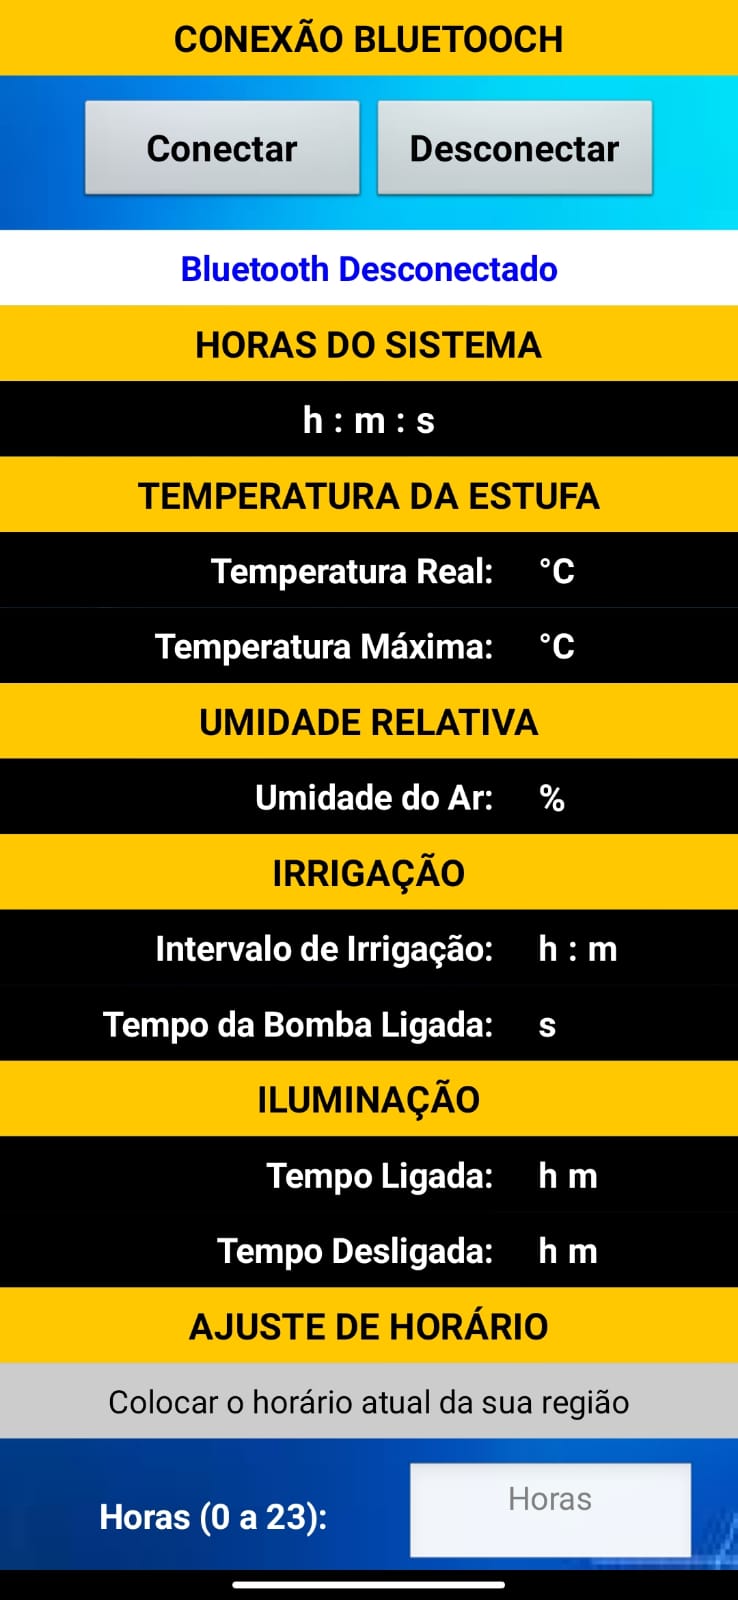 CONEXÃO BLUETOOCH
Conectar Desconectar
Bluetooth Desconectado
HORAS DO SISTEMA
h : m : s
TEMPERATURA DA ESTUFA
Temperatura Real: °C
Temperatura Máxima: °C
UMIDADE RELATIVA
Umidade do Ar: %
IRRIGAÇÃO
Intervalo de Irrigação: h : m
Tempo da Bomba Ligada: s
ILUMINAÇÃO
Tempo Ligada: h m
Tempo Desligada: h m
AJUSTE DE HORÁRIO
Colocar o horário atual da sua região
Horas (0 a 23): Horas